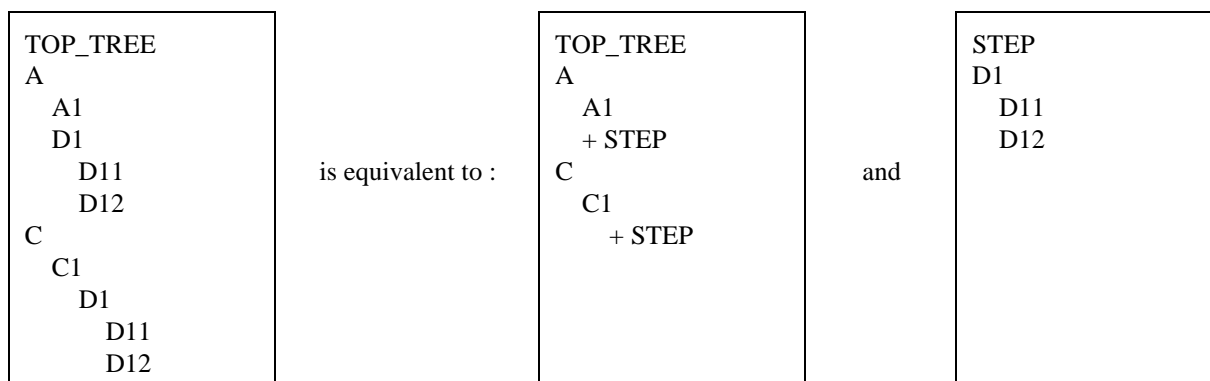 TOP_TREE
A
A1
D1
D11
D12
C
C1
D1
D11
D12
is equivalent to :
TOP_TREE
A
A1
+ STEP
C
C1
+ STEP
and
STEP
D1
D11
D12